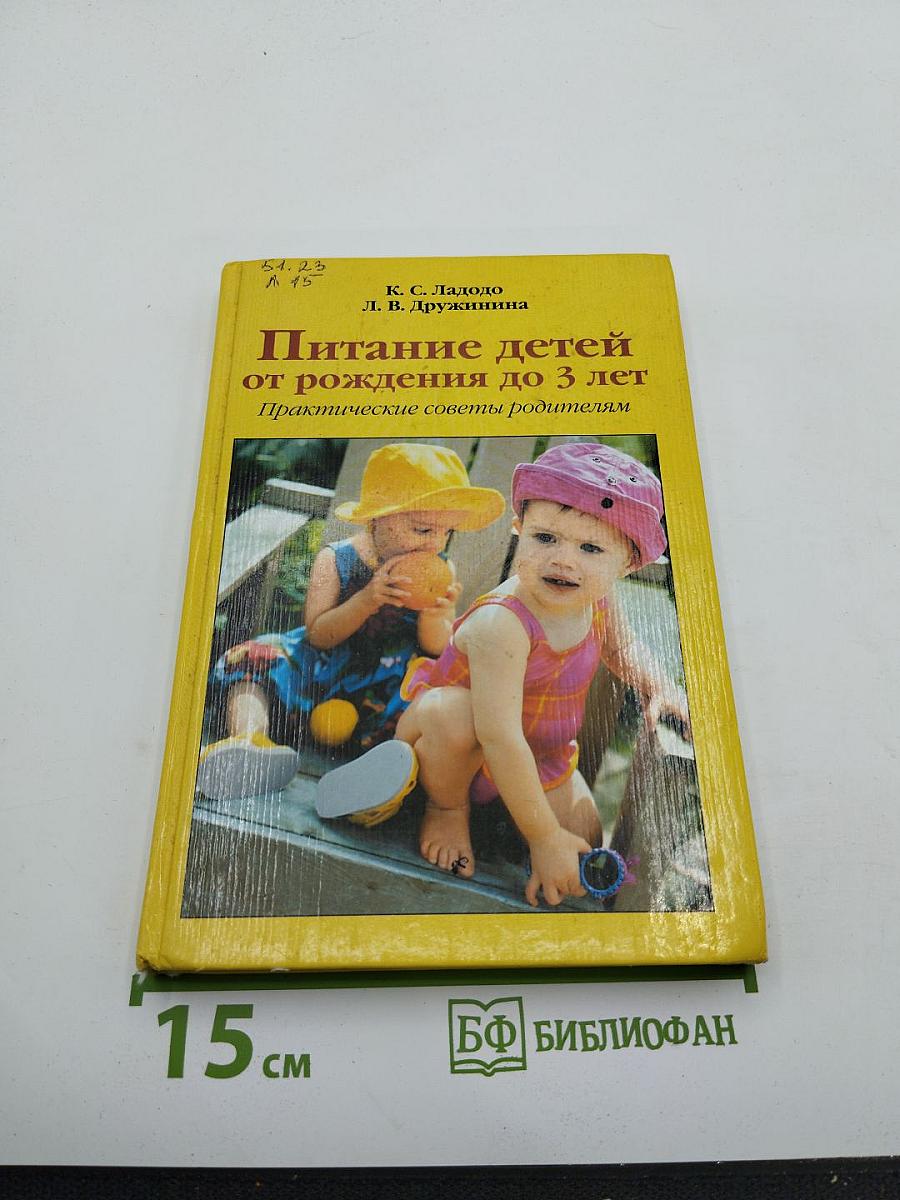 51.23
Л 15
К. С. Ладодо
Л. В. Дружинина
Питание детей
от рождения до 3 лет
Практические советы родителям
15 см
БФ БИБЛИОФАН